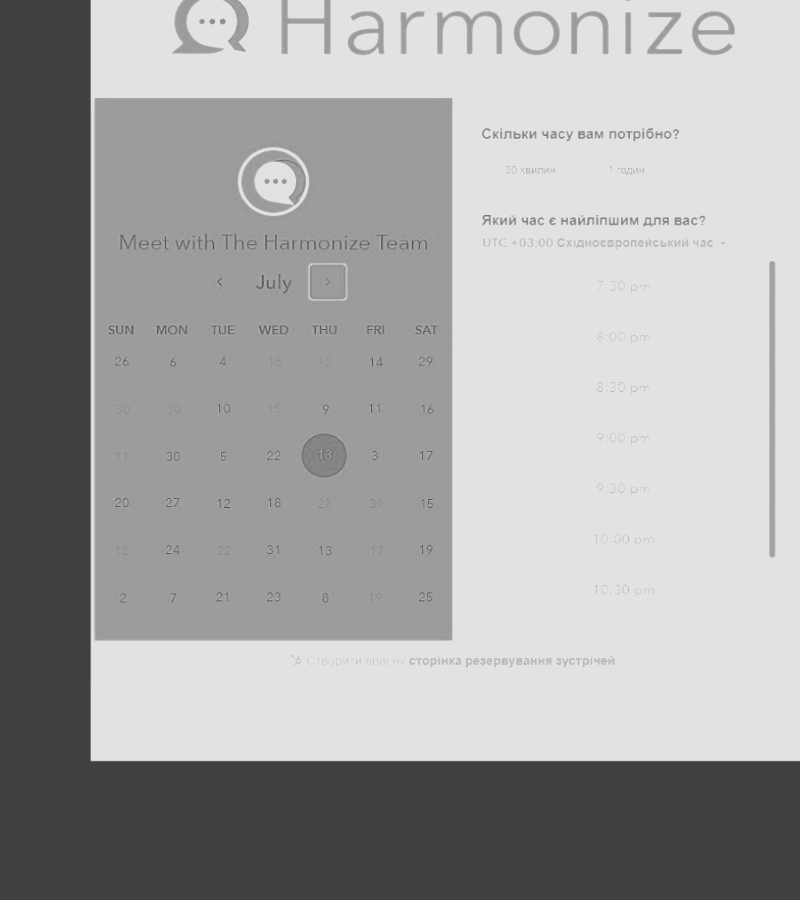 Harmonize
Meet with The Harmonize Team
July
SUN MON TUE WED THU FRI SAT
26 6 4 16 13 14 29
30 30 10 15 9 11 16
11 30 5 22 13 3 17
20 27 12 18 28 31 15
18 24 22 31 13 17 19
2 7 21 23 8 19 25
Скільки часу вам потрібно?
30 хвилин 1 годин
Який час є найліпшим для вас?
UTC +03:00 Східноєвропейський час
7:30 pm
8:00 pm
8:30 pm
9:00 pm
9:30 pm
10:00 pm
10:30 pm
Створити власну сторінка резервування зустрічей